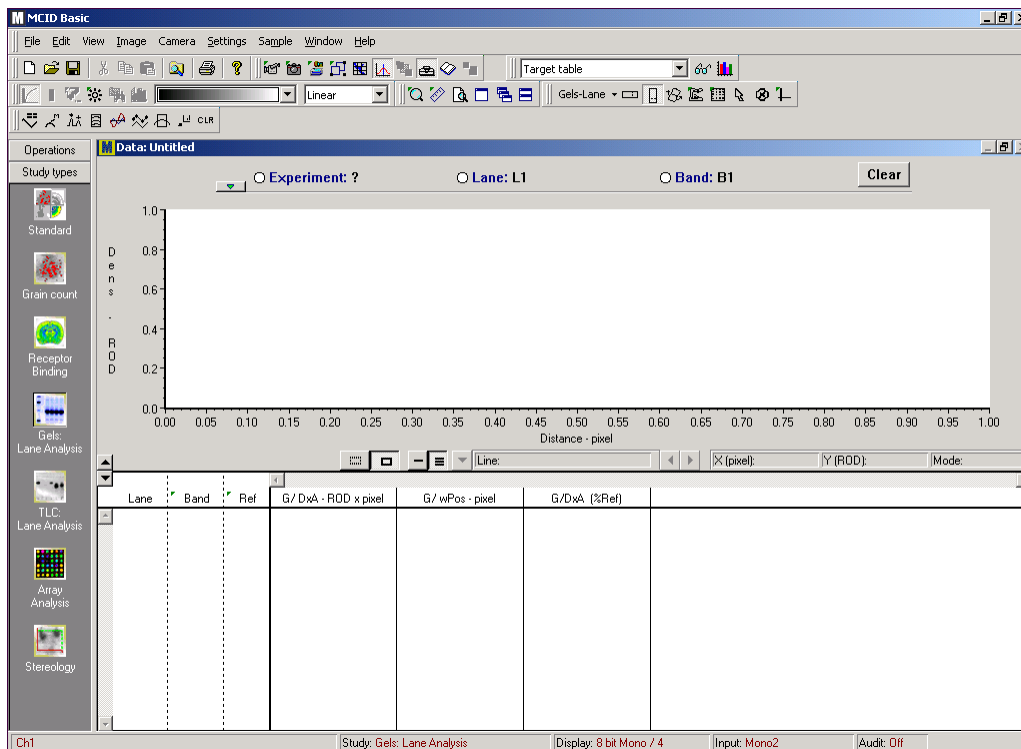 MCID Basic
File Edit View Image Camera Settings Sample Window Help
Target table
Linear
Gels-Lane
CLR
Operations
Study types
Standard
Grain count
Receptor
Binding
Gels:
Lane Analysis
TLC:
Lane Analysis
Array
Analysis
Stereology
Data: Untitled
Experiment: ? Lane: L1 Band: B1 Clear
Dens. ROD
1.0
0.8
0.6
0.4
0.2
0.0
0.00 0.05 0.10 0.15 0.20 0.25 0.30 0.35 0.40 0.45 0.50 0.55 0.60 0.65 0.70 0.75 0.80 0.85 0.90 0.95 1.00
Distance - pixel
Line: X (pixel): Y (ROD): Mode:
Lane Band Ref G/ DxA - ROD x pixel G/ wPos - pixel G/DxA (%Ref)
Ch1 Study: Gels: Lane Analysis Display: 8 bit Mono / 4 Input: Mono2 Audit: Off